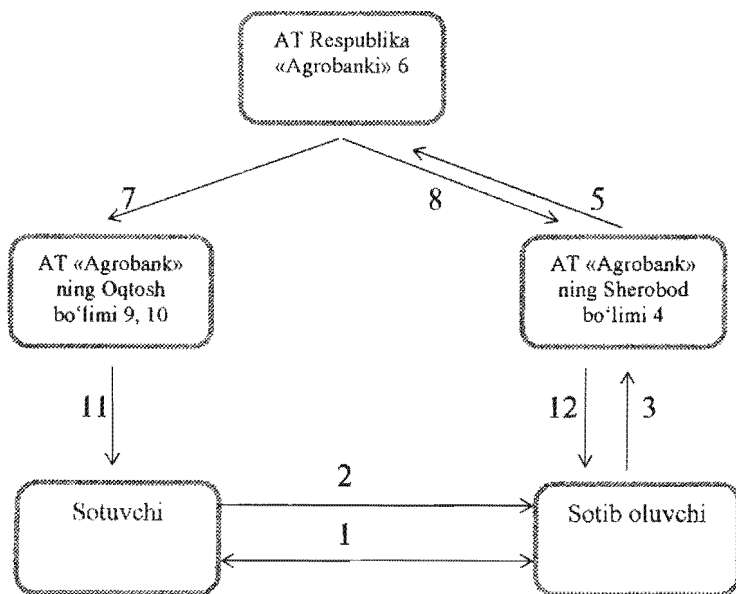 AT Respublika
«Agrobanki» 6
7
8
5
AT «Agrobank»
ning Oqtosh
bo‘limi 9, 10
AT «Agrobank»
ning Sherobod
bo‘limi 4
11
12
3
Sotuvchi
2
1
Sotib oluvchi